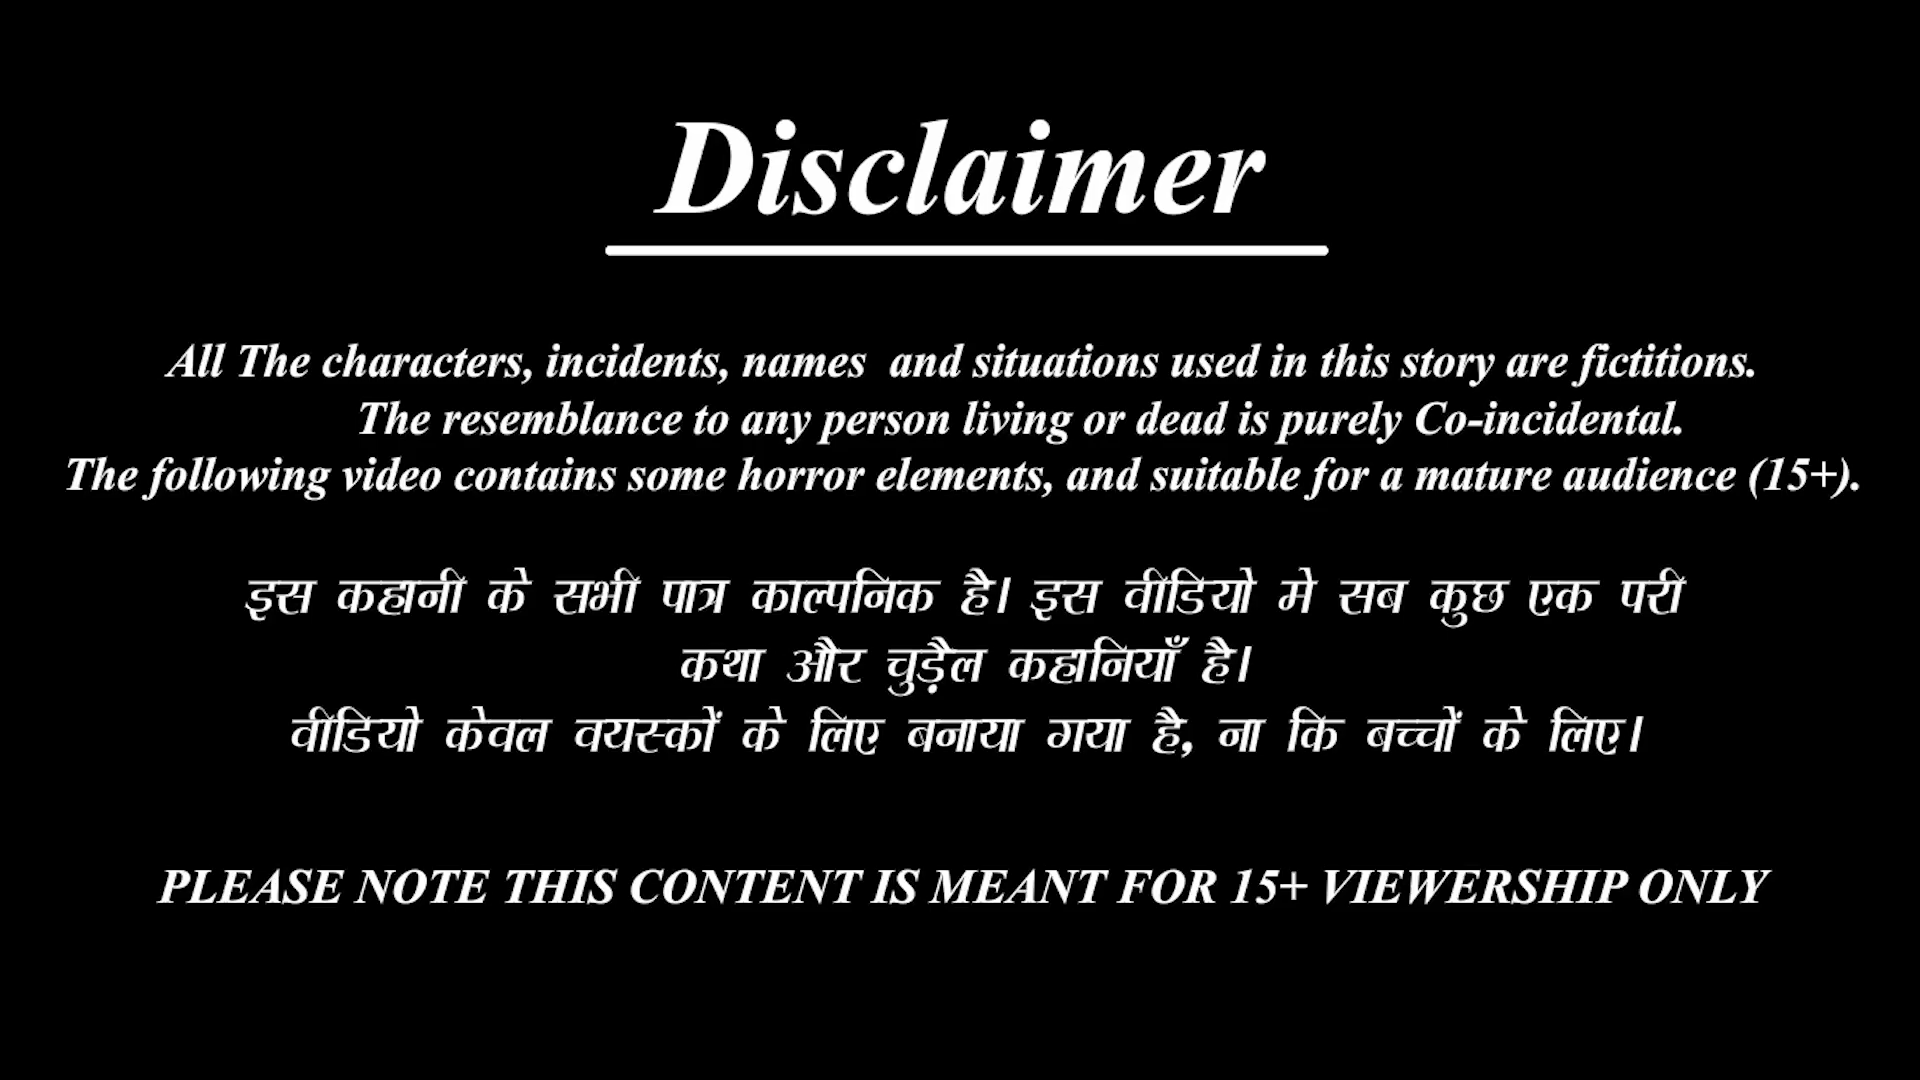 Disclaimer
All The characters, incidents, names and situations used in this story are fictitions.
The resemblance to any person living or dead is purely Co-incidental.
The following video contains some horror elements, and suitable for a mature audience (15+).
इस कहानी के सभी पात्र काल्पनिक है। इस वीडियो मे सब कुछ एक परी
कथा और चुड़ैल कहानियाँ है।
वीडियो केवल वयस्कों के लिए बनाया गया है, ना कि बच्चों के लिए।
PLEASE NOTE THIS CONTENT IS MEANT FOR 15+ VIEWERSHIP ONLY